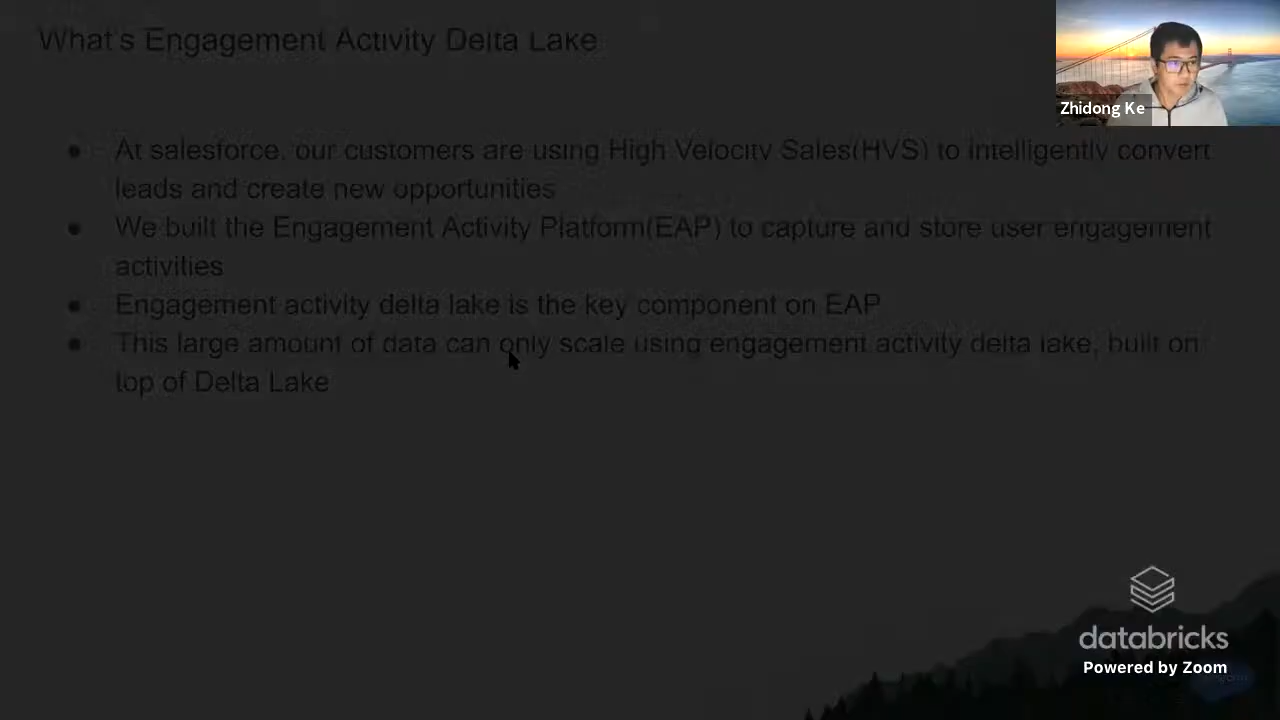 What's Engagement Activity Delta Lake
Zhidong Ke
At salesforce, our customers are using High Velocity Sales(HVS) to intelligently convert
leads and create new opportunities
We built the Engagement Activity Platform(EAP) to capture and store user engagement
activities
Engagement activity delta lake is the key component on EAP
This large amount of data can only scale using engagement activity delta lake, built on
top of Delta Lake
databricks
Powered by Zoom